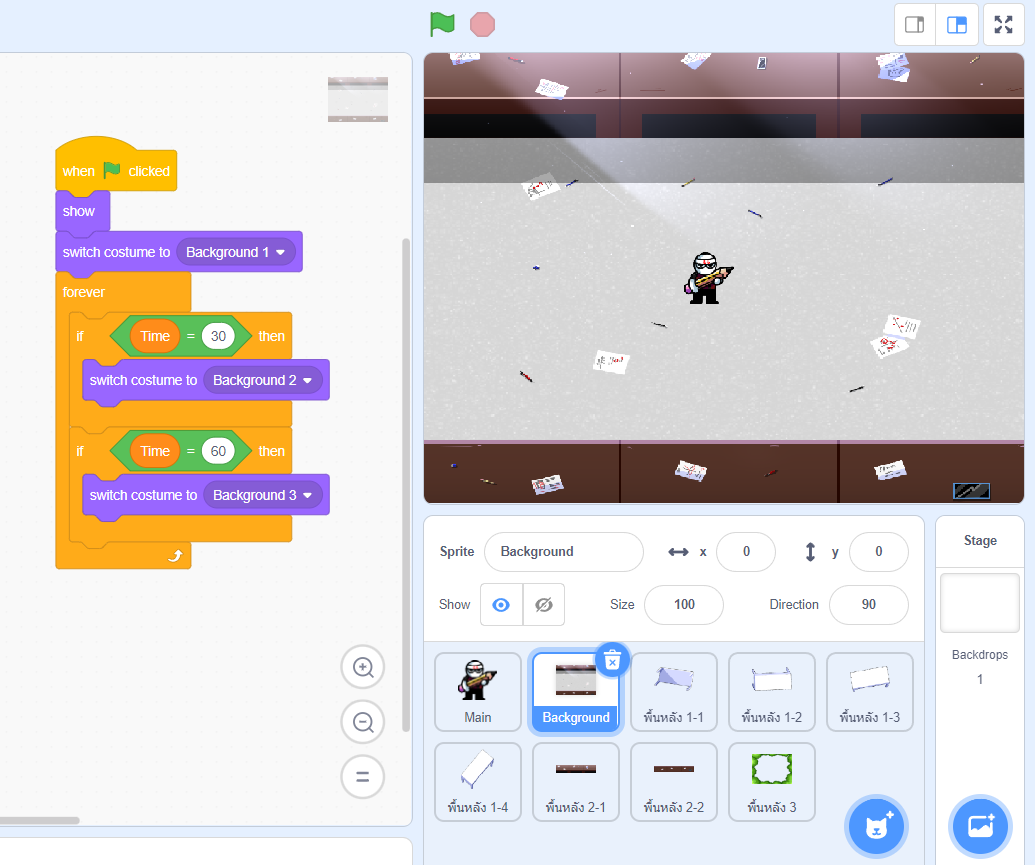 when clicked
show
switch costume to Background 1
forever
if Time = 30 then
switch costume to Background 2
if Time = 60 then
switch costume to Background 3
Sprite Background x 0 y 0
Show Size 100 Direction 90
Stage
Backdrops
1
Main
Background
พื้นหลัง 1-1
พื้นหลัง 1-2
พื้นหลัง 1-3
พื้นหลัง 1-4
พื้นหลัง 2-1
พื้นหลัง 2-2
พื้นหลัง 3